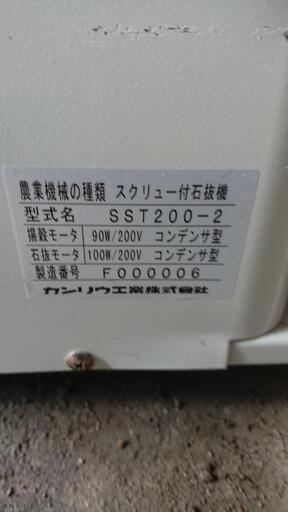 農業機械の種類 スクリュー付石抜機
型式名 SST200-2
揚穀モータ 90W/200V コンデンサ型
石抜モータ 100W/200V コンデンサ型
製造番号 F000006
カンリウ工業株式会社